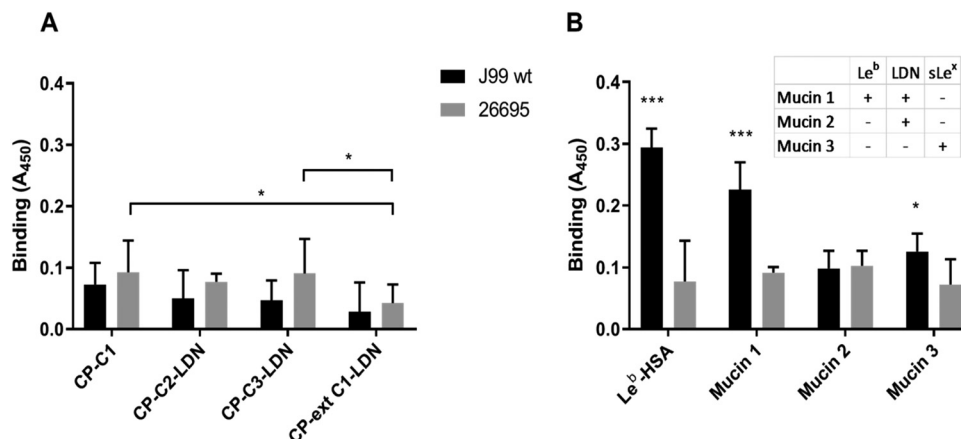 A
Binding (A450)
0.4
0.3
0.2
0.1
0.0
*
*
CP-C1
CP-C2-LDN
CP-C3-LDN
CP-ext C1-LDN
J99 wt
26695
B
Binding (A450)
0.4
0.3
0.2
0.1
0.0
***
***
*
Leb-HSA
Mucin 1
Mucin 2
Mucin 3
Leb LDN sLex
Mucin 1 + + -
Mucin 2 - + -
Mucin 3 - - +